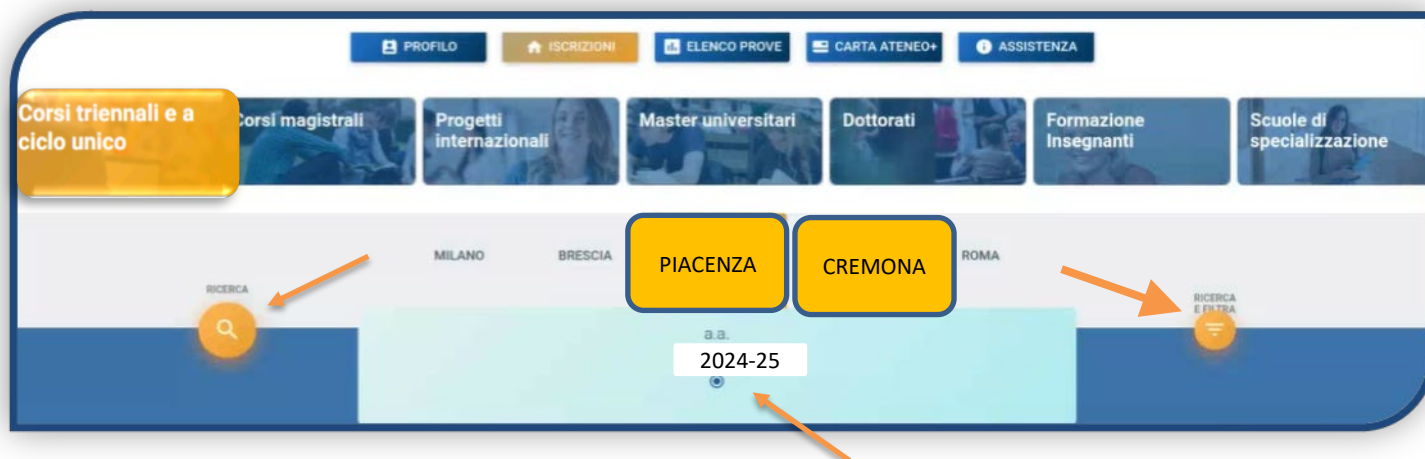 PROFILO
ISCRIZIONI
ELENCO PROVE
CARTA ATENEO+
ASSISTENZA
Corsi triennali e a
ciclo unico
Corsi magistrali
Progetti
internazionali
Master universitari
Dottorati
Formazione
Insegnanti
Scuole di
specializzazione
MILANO
BRESCIA
PIACENZA
CREMONA
ROMA
RICERCA
RICERCA
E FILTRA
a.a.
2024-25